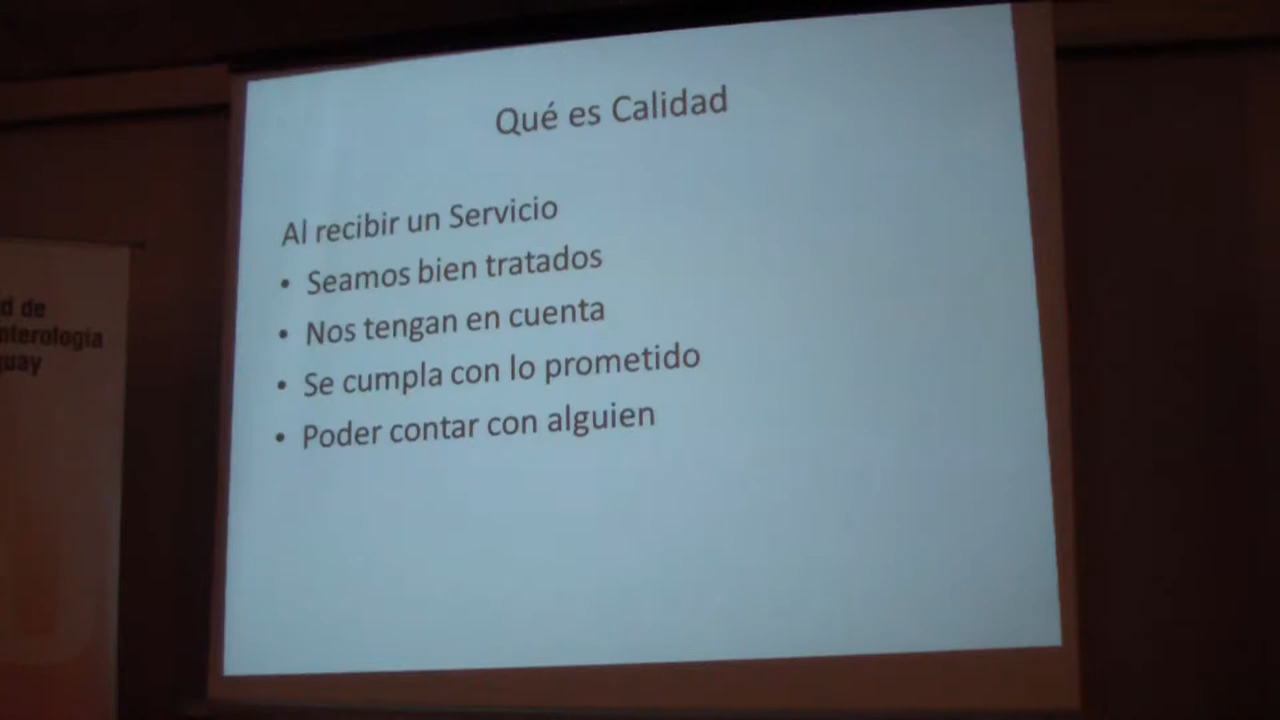 Qué es Calidad
Al recibir un Servicio
• Seamos bien tratados
• Nos tengan en cuenta
• Se cumpla con lo prometido
• Poder contar con alguien
d de
nterología
guay